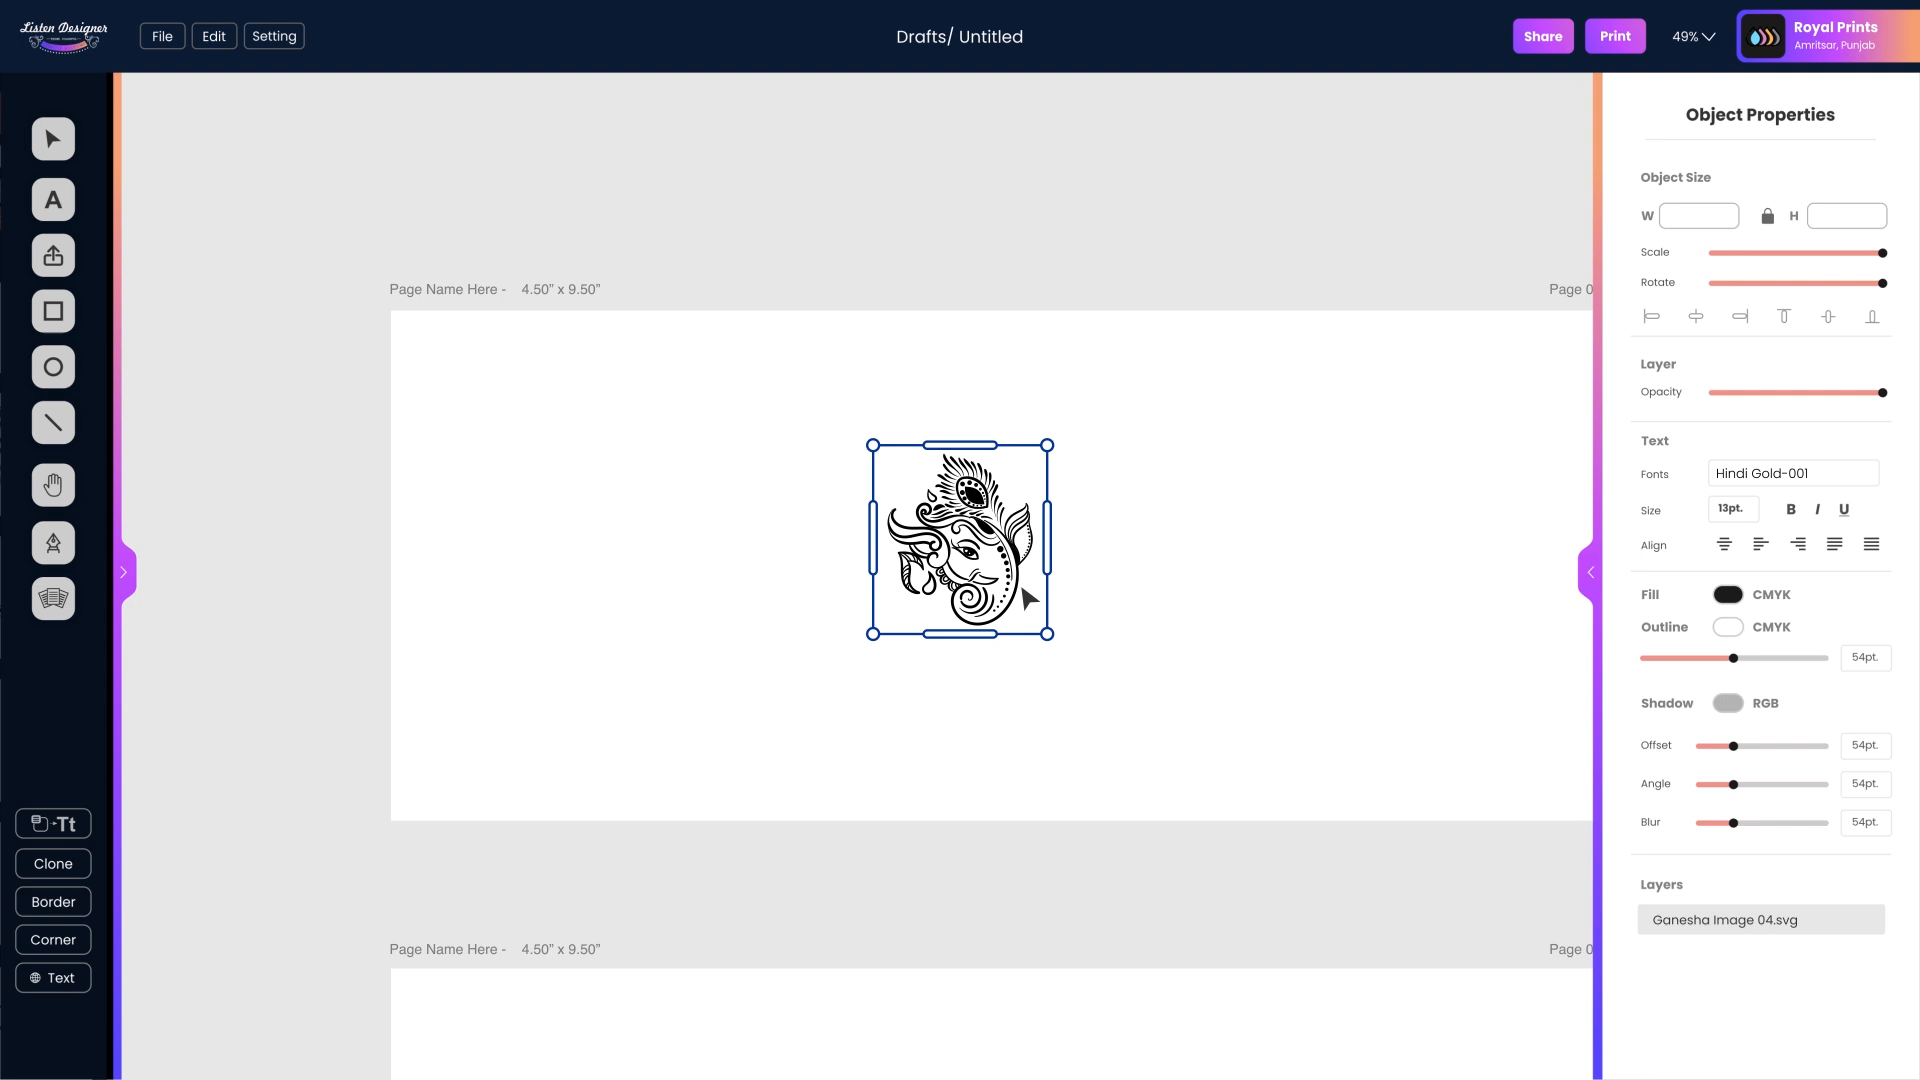 Listen Designer
File
Edit
Setting
Drafts/ Untitled
Share
Print
49%
Royal Prints
Amritsar, Punjab
A
Tt
Clone
Border
Corner
Text
Page Name Here - 4.50” x 9.50”
Page 0
Page Name Here - 4.50” x 9.50”
Page 0
Object Properties
Object Size
W
H
Scale
Rotate
Layer
Opacity
Text
Fonts Hindi Gold-001
Size 13pt. B I U
Align
Fill CMYK
Outline CMYK
54pt.
Shadow RGB
Offset 54pt.
Angle 54pt.
Blur 54pt.
Layers
Ganesha Image 04.svg